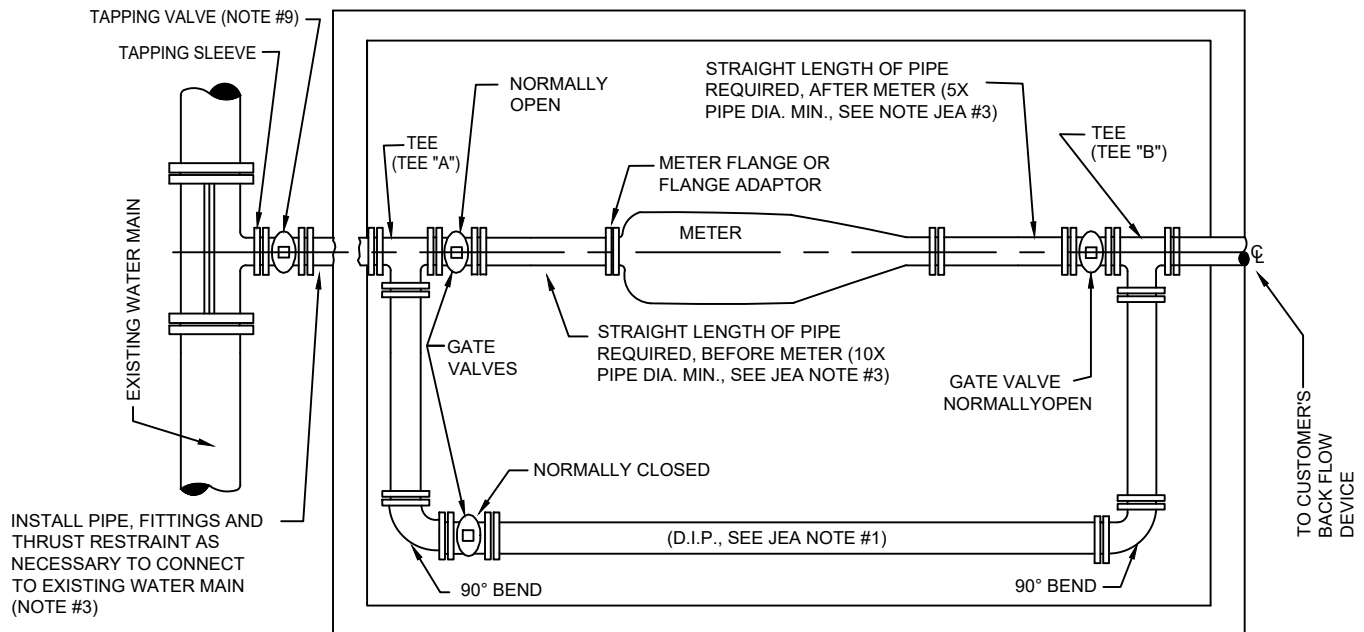 TAPPING VALVE (NOTE #9)
TAPPING SLEEVE
NORMALLY
OPEN
STRAIGHT LENGTH OF PIPE
REQUIRED, AFTER METER (5X
PIPE DIA. MIN., SEE NOTE JEA #3)
TEE
(TEE "A")
METER FLANGE OR
FLANGE ADAPTOR
TEE
(TEE "B")
METER
℄
EXISTING WATER MAIN
GATE
VALVES
STRAIGHT LENGTH OF PIPE
REQUIRED, BEFORE METER (10X
PIPE DIA. MIN., SEE JEA NOTE #3)
GATE VALVE
NORMALLYOPEN
TO CUSTOMER'S
BACK FLOW
DEVICE
NORMALLY CLOSED
INSTALL PIPE, FITTINGS AND
THRUST RESTRAINT AS
NECESSARY TO CONNECT
TO EXISTING WATER MAIN
(NOTE #3)
(D.I.P., SEE JEA NOTE #1)
90° BEND
90° BEND